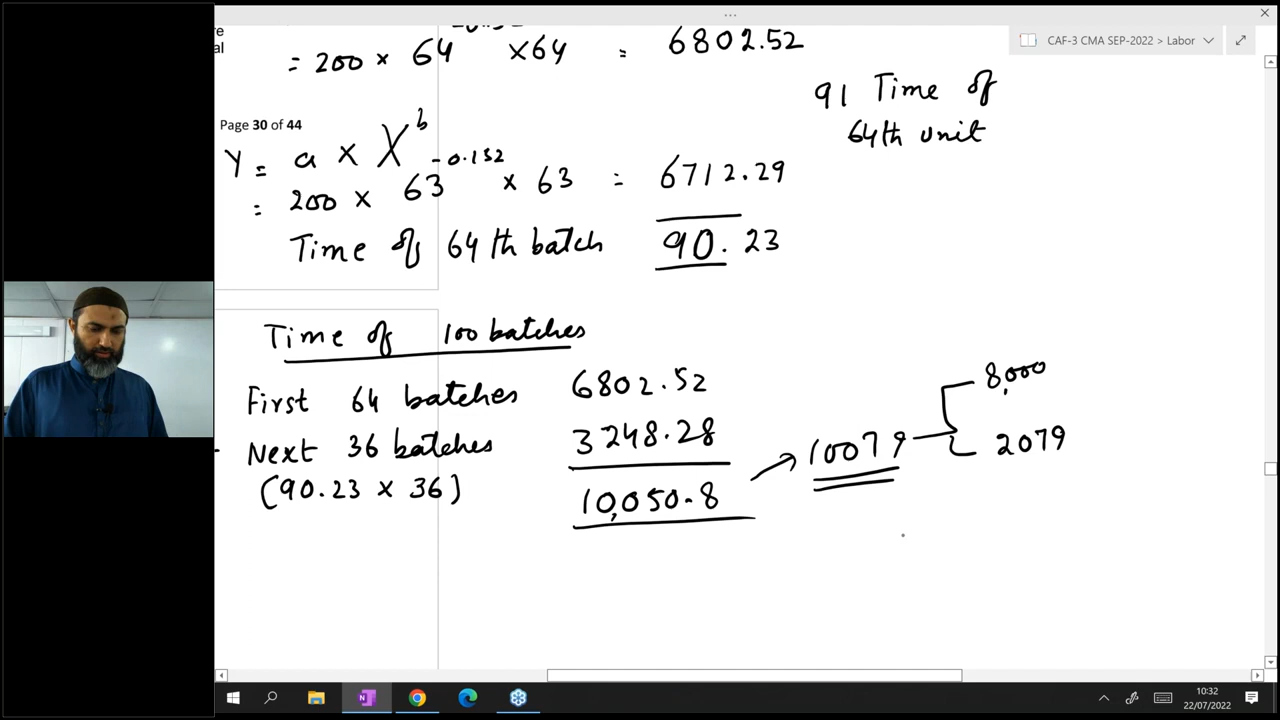 re
al
= 200 × 64 ×64 = 6802.52
CAF-3 CMA SEP-2022 > Labor
91 Time of
64th unit
Page 30 of 44
Y = a × X^b
= 200 × 63^-0.152 × 63 = 6712.29
Time of 64th batch 90.23
Time of 100 batches
First 64 batches 6802.52
Next 36 batches 3248.28
(90.23 × 36) 10,050.8
10079
8,000
2079
10:32
22/07/2022